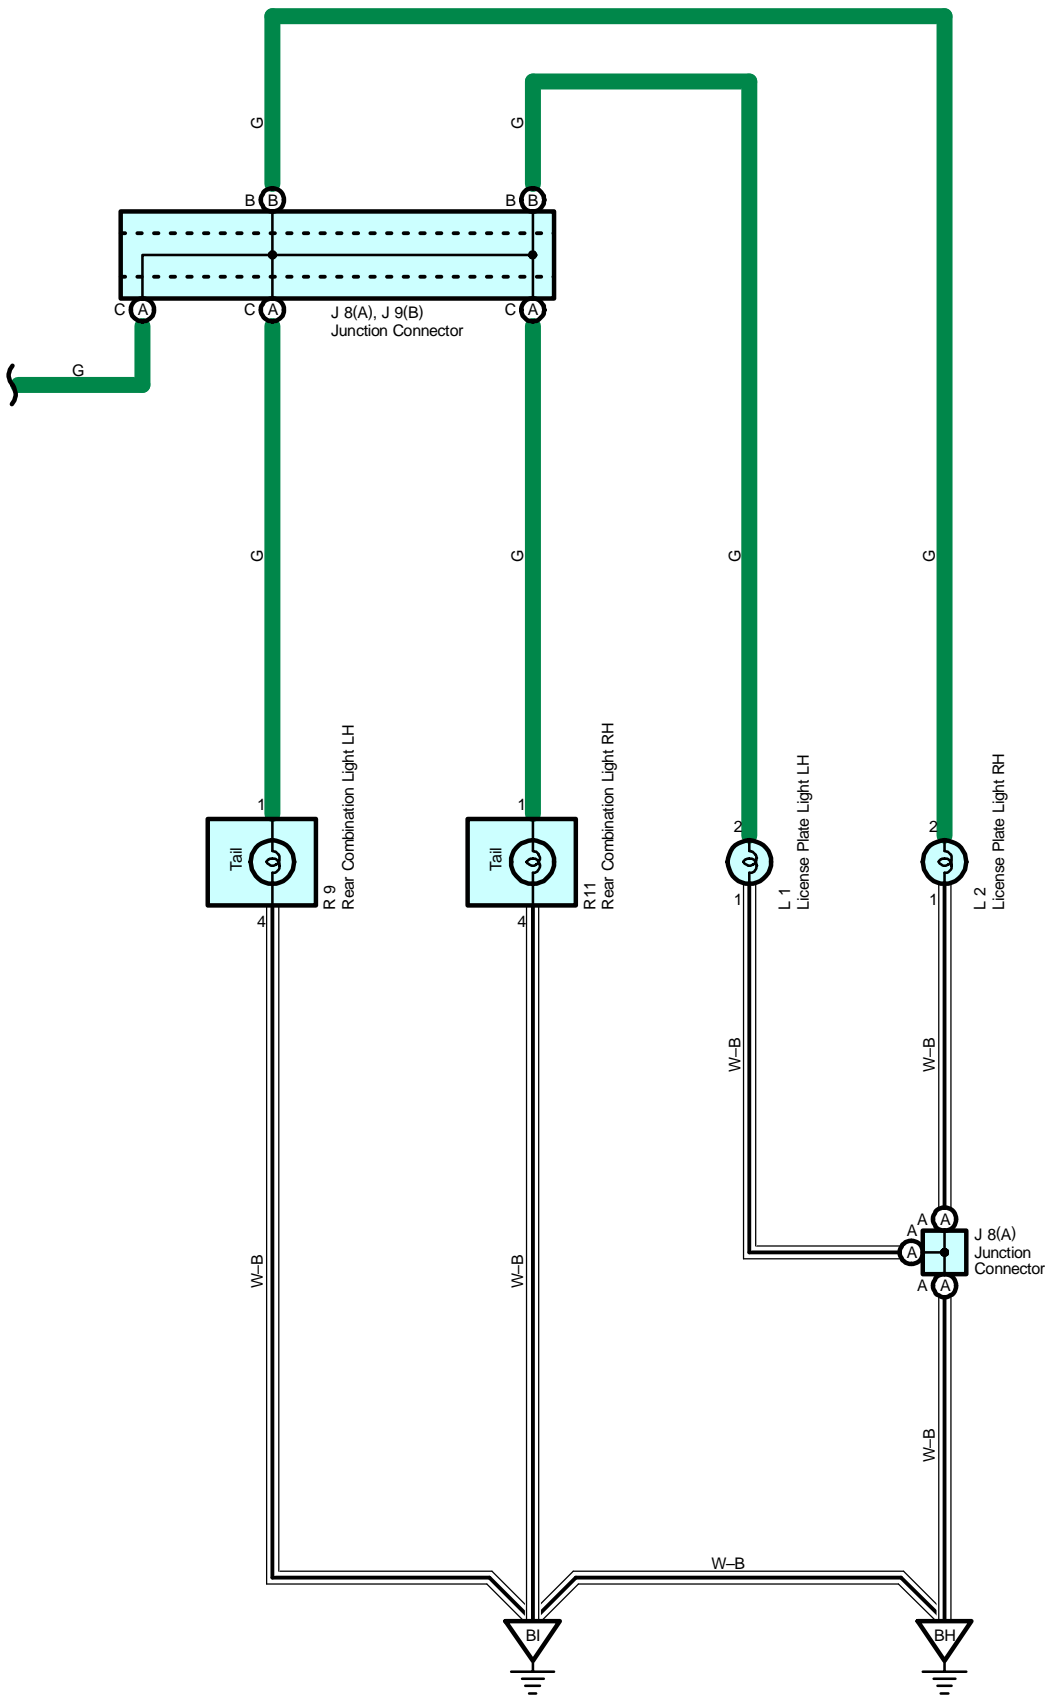 G
G
B
B
B
B
C
A
C
A
C
A
J 8(A), J 9(B)
Junction Connector
G
G
G
G
G
1
Tail
4
R 9
Rear Combination Light LH
1
Tail
4
R11
Rear Combination Light RH
2
1
L 1
License Plate Light LH
2
1
L 2
License Plate Light RH
W–B
W–B
A
A
A
A
J 8(A)
Junction
Connector
A
A
W–B
W–B
W–B
W–B
BI
BH